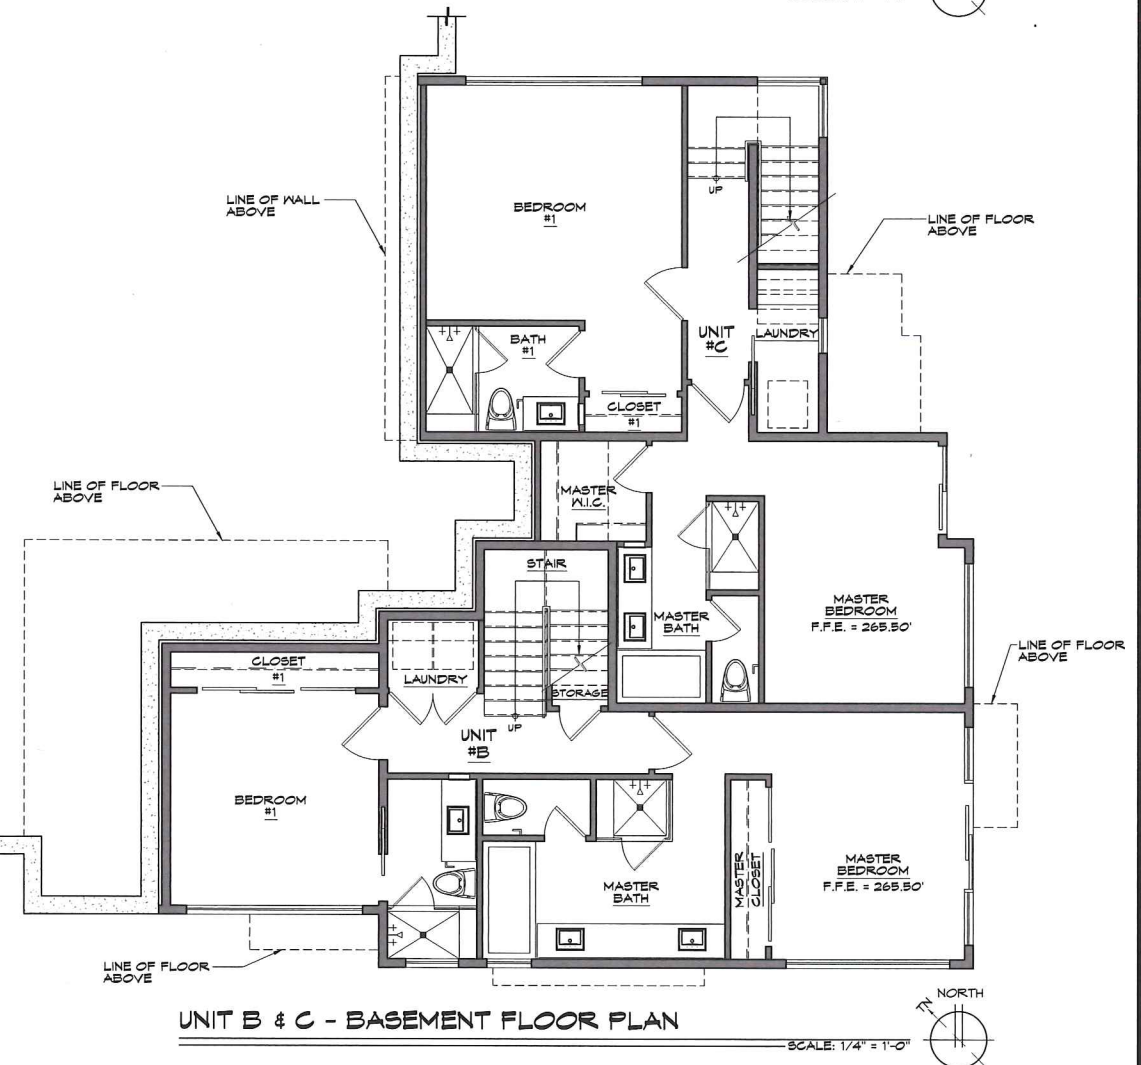 BEDROOM
#1
UP
LINE OF WALL
ABOVE
LINE OF FLOOR
ABOVE
BATH
#1
UNIT
#C
LAUNDRY
CLOSET
#1
LINE OF FLOOR
ABOVE
MASTER
W.I.C.
STAIR
MASTER
BATH
MASTER
BEDROOM
F.F.E. = 265.50'
LINE OF FLOOR
ABOVE
CLOSET
#1
LAUNDRY
STORAGE
UP
UNIT
#B
BEDROOM
#1
MASTER
BATH
MASTER
CLOSET
MASTER
BEDROOM
F.F.E. = 265.50'
LINE OF FLOOR
ABOVE
UNIT B & C - BASEMENT FLOOR PLAN
SCALE: 1/4" = 1'-0"
NORTH
TN